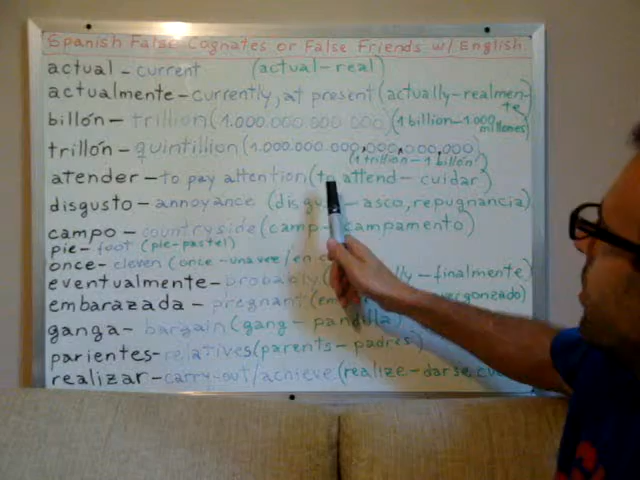 Spanish False Cognates or False Friends w/ English
actual - current (actual-real)
actualmente - currently, at present (actually-realmen-
te)
billón - trillion (1.000.000.000.000) (1 billion - 1.000
millones)
trillón - quintillion (1.000.000.000,000,000,000)
(1 trillion - 1 billón)
atender - to pay attention (to attend - cuidar)
disgusto - annoyance - asco, repugnancia)
campo - countryside (camp - campamento)
pie - foot (pie-pastel)
once - eleven (once - una vez/en
eventualmente - probably - finalmente)
embarazada - pregnant
ganga - bargain (gang - pandilla)
parientes - relatives (parents - padres)
realizar - carry-out/achieve (realize - darse